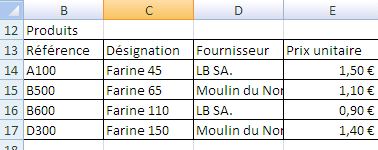 B C D E
12 Produits
13 Référence Désignation Fournisseur Prix unitaire
14 A100 Farine 45 LB SA. 1,50 €
15 B500 Farine 65 Moulin du Nor 1,10 €
16 B600 Farine 110 LB SA. 0,90 €
17 D300 Farine 150 Moulin du Nor 1,40 €
18